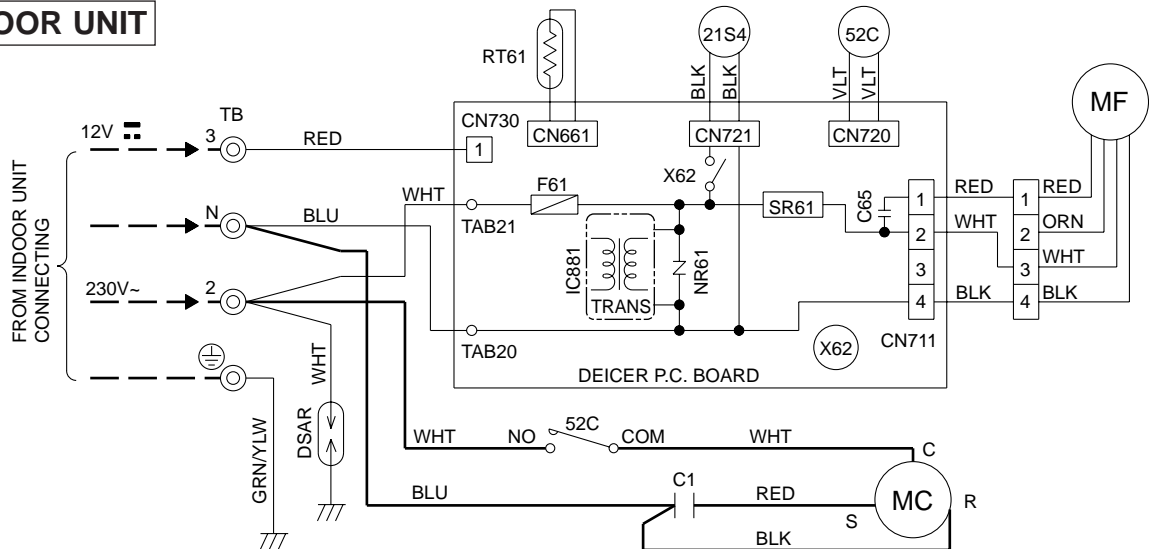 OOR UNIT
RT61
21S4
52C
BLK
BLK
VLT
VLT
MF
12V
TB
3
RED
CN730
1
CN661
CN721
CN720
FROM INDOOR UNIT
CONNECTING
N
BLU
WHT
TAB21
F61
X62
SR61
C65
1
2
3
4
RED
WHT
BLK
1
2
3
4
RED
ORN
WHT
BLK
IC881
TRANS
NR61
230V~
2
TAB20
X62
CN711
DEICER P.C. BOARD
WHT
DSAR
GRN/YLW
WHT
NO
52C
COM
WHT
C
BLU
C1
RED
S
MC
R
BLK